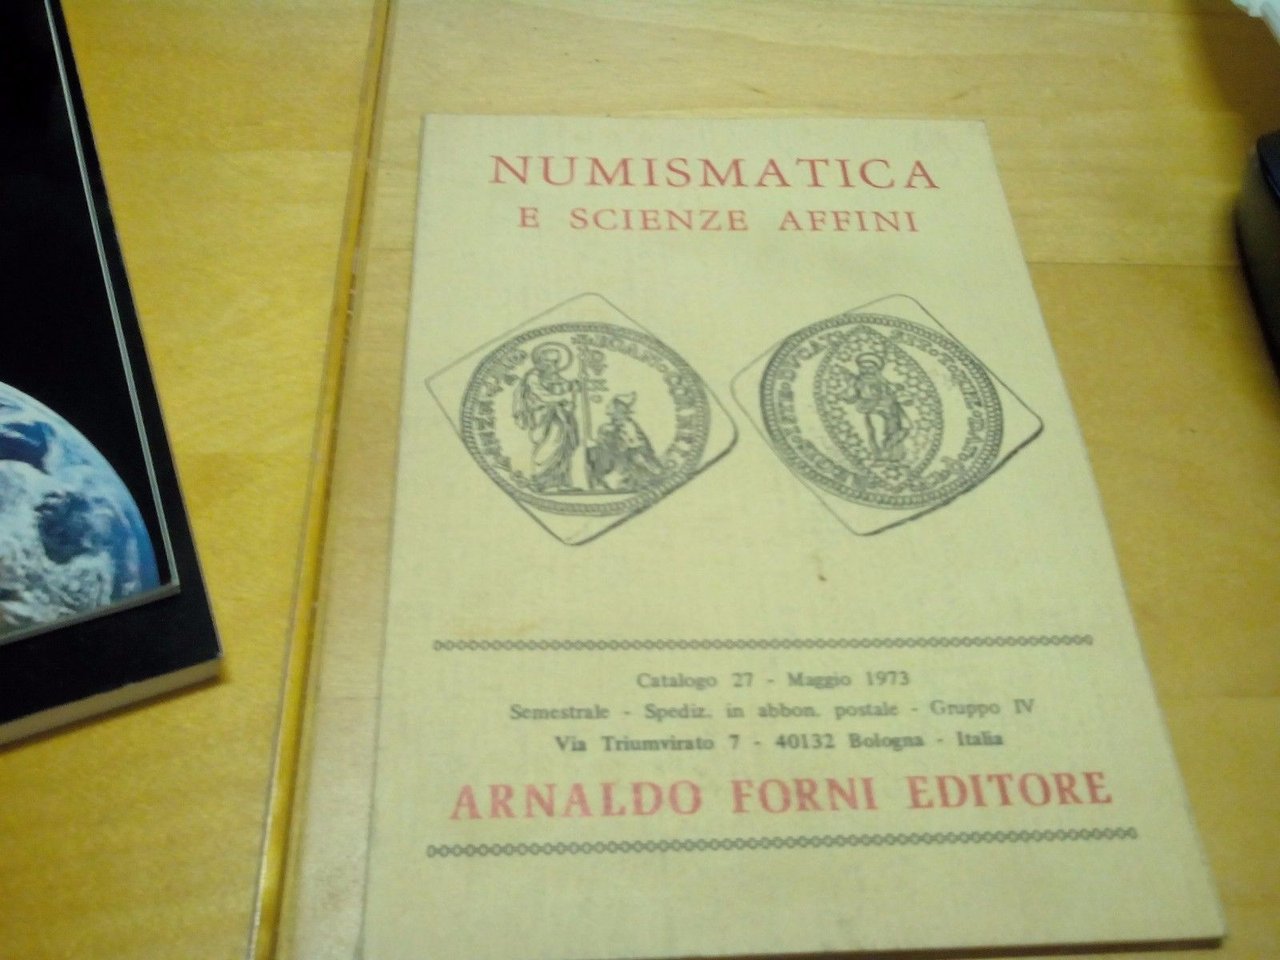 NUMISMATICA
E SCIENZE AFFINI
Catalogo 27 - Maggio 1973
Semestrale - Spediz. in abbon. postale - Gruppo IV
Via Triumvirato 7 - 40132 Bologna - Italia
ARNALDO FORNI EDITORE